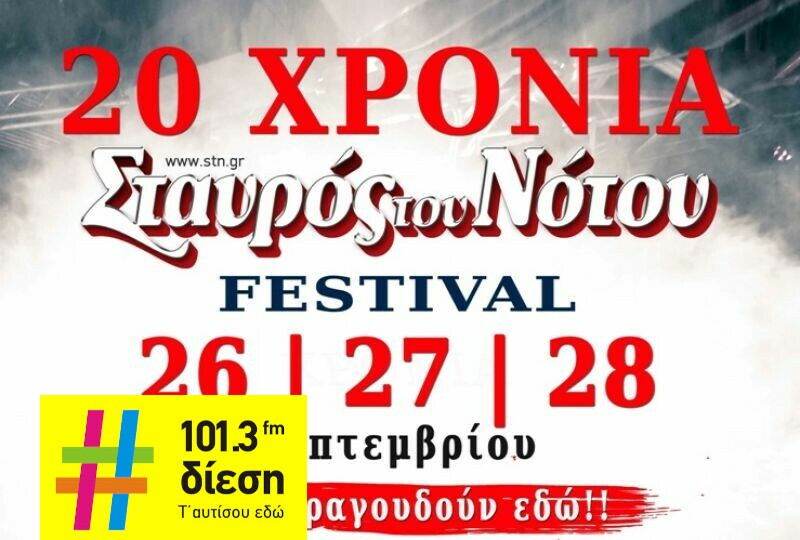 20 ΧΡΟΝΙΑ
www.stn.gr
Σταυρός του Νότου
FESTIVAL
26 | 27 | 28
πτεμβρίου
ραγουδούν εδώ!!
101.3 fm
δίεση
Τ'αυτίσου εδώ